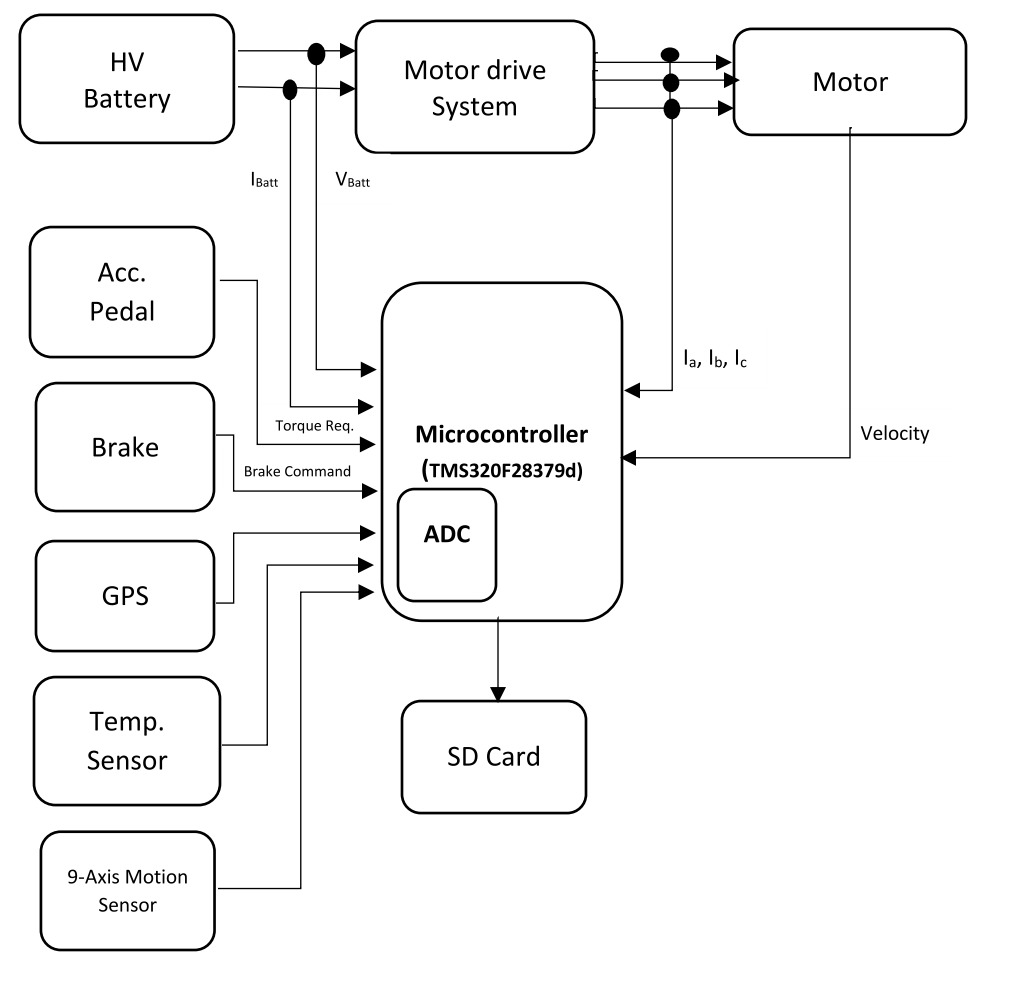 HV
Battery
Motor drive
System
Motor
IBatt
VBatt
Acc.
Pedal
Ia, Ib, Ic
Torque Req.
Microcontroller
(TMS320F28379d)
Velocity
Brake
Brake Command
ADC
GPS
Temp.
Sensor
SD Card
9-Axis Motion
Sensor